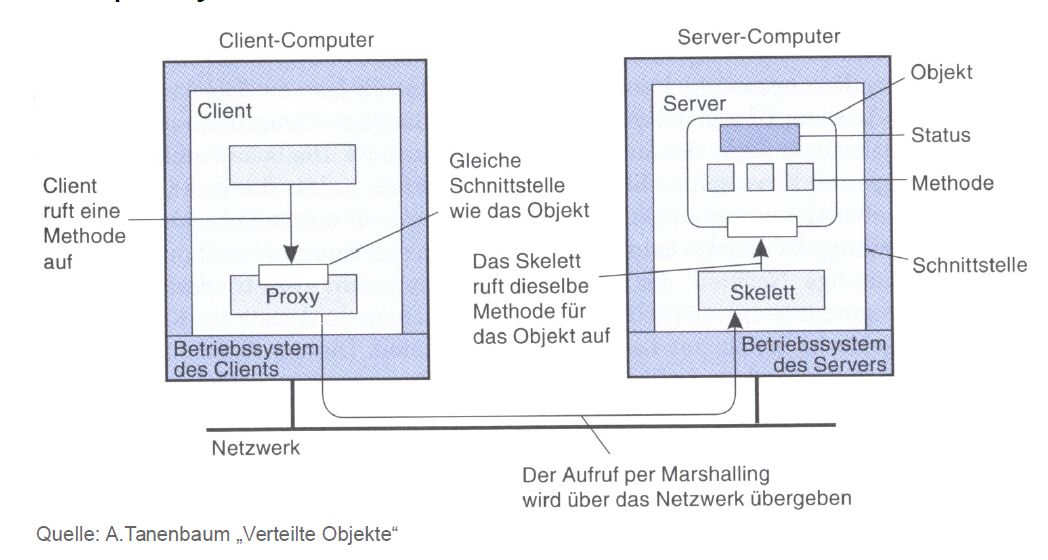 Client-Computer
Server-Computer
Client
Server
Objekt
Status
Methode
Schnittstelle
Client
ruft eine
Methode
auf
Gleiche
Schnittstelle
wie das Objekt
Proxy
Das Skelett
ruft dieselbe
Methode für
das Objekt auf
Skelett
Betriebssystem
des Clients
Betriebssystem
des Servers
Netzwerk
Der Aufruf per Marshalling
wird über das Netzwerk übergeben
Quelle: A.Tanenbaum „Verteilte Objekte“